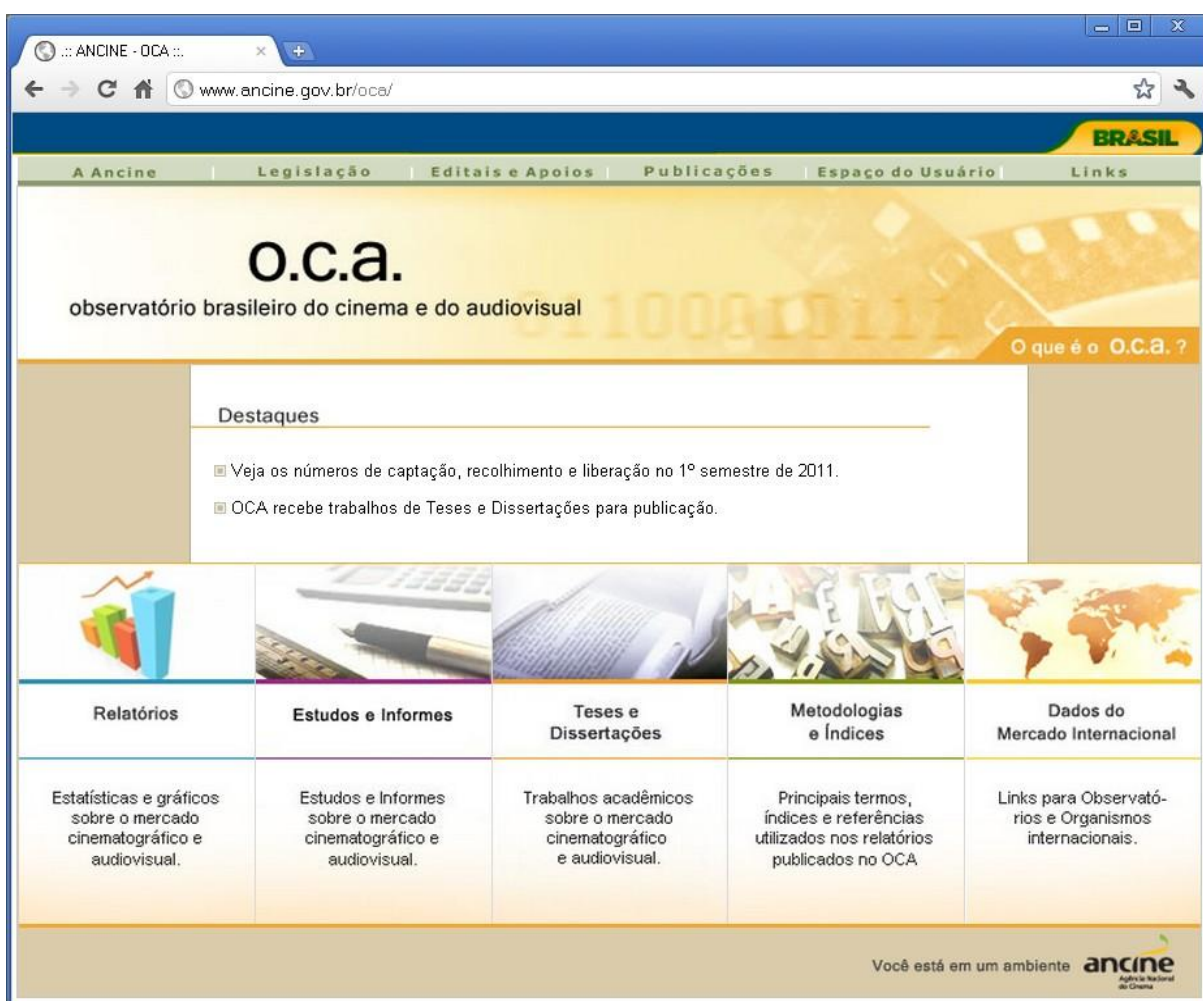 .:: ANCINE - OCA ::.
www.ancine.gov.br/oca/
BRASIL
A Ancine Legislação Editais e Apoios Publicações Espaço do Usuário Links
o.c.a.
observatório brasileiro do cinema e do audiovisual
01100010111
O que é o o.c.a. ?
Destaques
Veja os números de captação, recolhimento e liberação no 1º semestre de 2011.
OCA recebe trabalhos de Teses e Dissertações para publicação.
Relatórios
Estatísticas e gráficos
sobre o mercado
cinematográfico e
audiovisual.
Estudos e Informes
Estudos e Informes
sobre o mercado
cinematográfico e
audiovisual.
Teses e
Dissertações
Trabalhos acadêmicos
sobre o mercado
cinematográfico
e audiovisual.
Metodologias
e Índices
Principais termos,
índices e referências
utilizados nos relatórios
publicados no OCA
Dados do
Mercado Internacional
Links para Observató-
rios e Organismos
internacionais.
Você está em um ambiente ancine
Agência Nacional
do Cinema